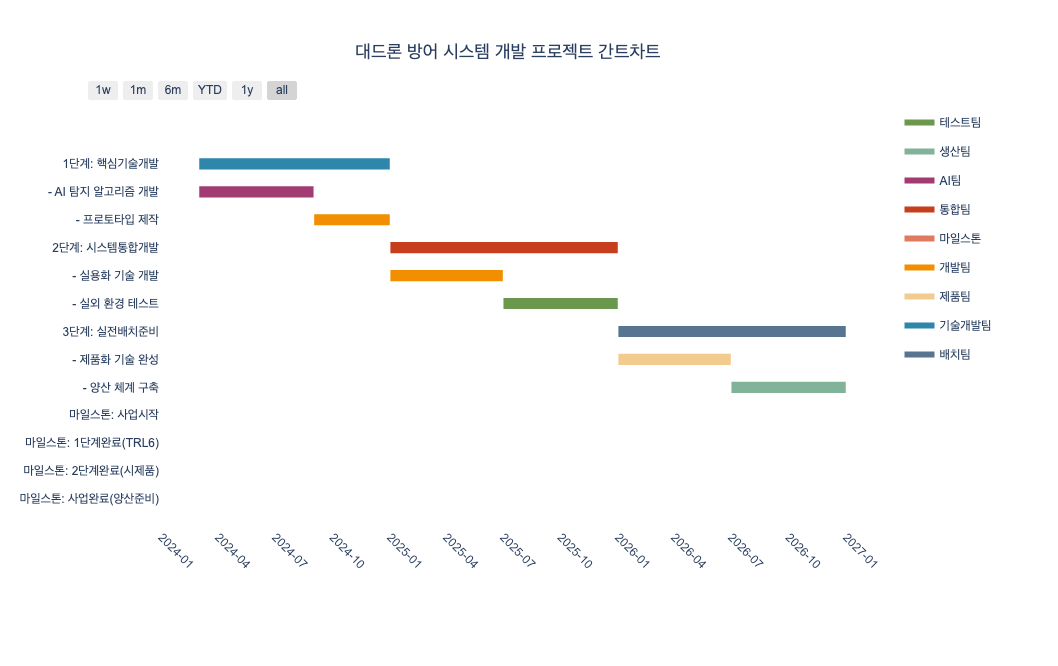 대드론 방어 시스템 개발 프로젝트 간트차트
1w 1m 6m YTD 1y all
테스트팀
생산팀
AI팀
통합팀
마일스톤
개발팀
제품팀
기술개발팀
배치팀
1단계: 핵심기술개발
- AI 탐지 알고리즘 개발
- 프로토타입 제작
2단계: 시스템통합개발
- 실용화 기술 개발
- 실외 환경 테스트
3단계: 실전배치준비
- 제품화 기술 완성
- 양산 체계 구축
마일스톤: 사업시작
마일스톤: 1단계완료(TRL6)
마일스톤: 2단계완료(시제품)
마일스톤: 사업완료(양산준비)
2024-01 2024-04 2024-07 2024-10 2025-01 2025-04 2025-07 2025-10 2026-01 2026-04 2026-07 2026-10 2027-01